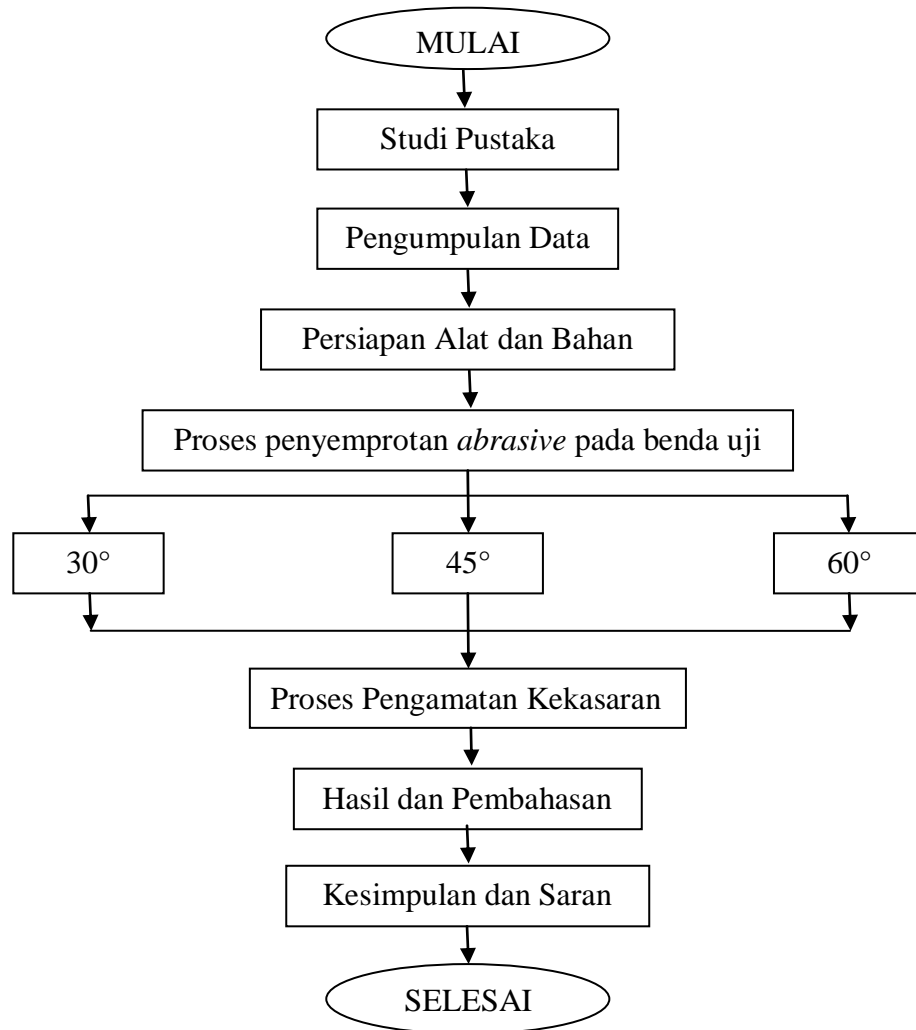 MULAI
Studi Pustaka
Pengumpulan Data
Persiapan Alat dan Bahan
Proses penyemprotan abrasive pada benda uji
30°
45°
60°
Proses Pengamatan Kekasaran
Hasil dan Pembahasan
Kesimpulan dan Saran
SELESAI